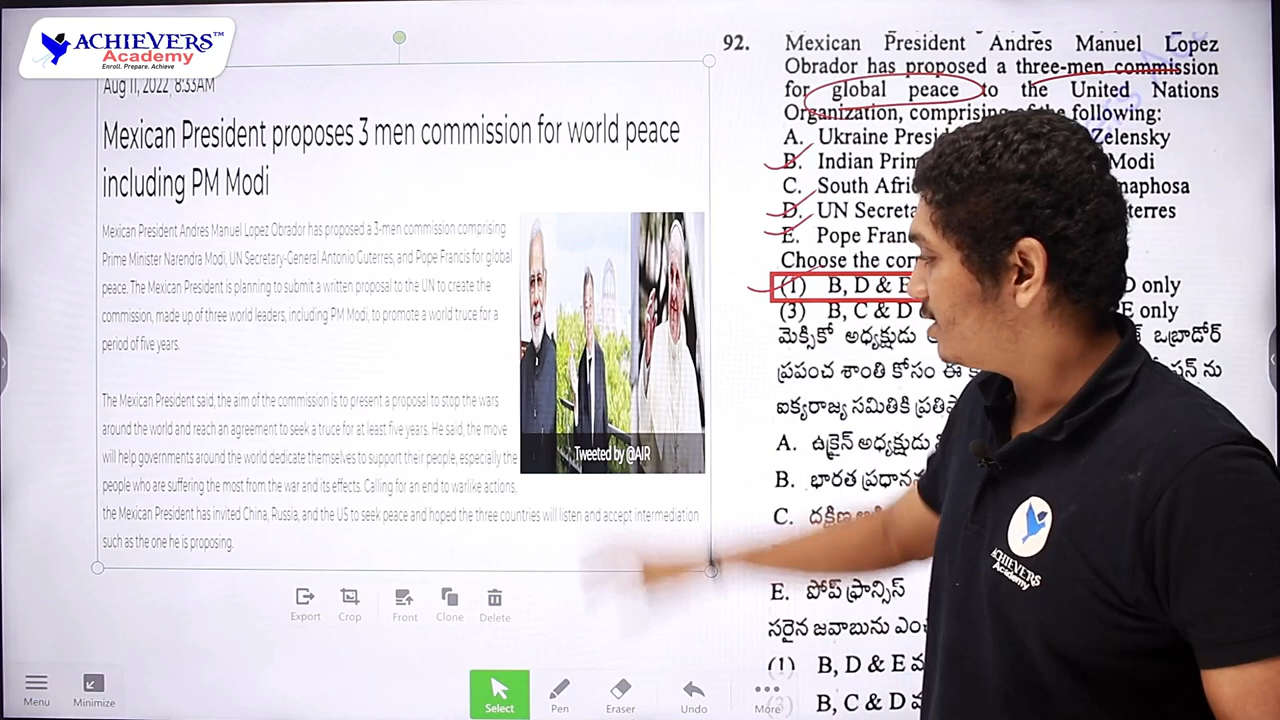 ACHIEVERS™
Academy
Enroll. Prepare. Achieve
Aug 11, 2022, 8:33AM
Mexican President proposes 3 men commission for world peace
including PM Modi
Mexican President Andres Manuel Lopez Obrador has proposed a 3-men commission comprising
Prime Minister Narendra Modi, UN Secretary-General Antonio Guterres, and Pope Francis for global
peace. The Mexican President is planning to submit a written proposal to the UN to create the
commission, made up of three world leaders, including PM Modi, to promote a world truce for a
period of five years.
The Mexican President said, the aim of the commission is to present a proposal to stop the wars
around the world and reach an agreement to seek a truce for at least five years. He said, the move
will help governments around the world dedicate themselves to support their people, especially the
people who are suffering the most from the war and its effects. Calling for an end to warlike actions,
the Mexican President has invited China, Russia, and the US to seek peace and hoped the three countries will listen and accept intermediation
such as the one he is proposing.
Tweeted by @AIR
Export Crop Front Clone Delete
Menu Minimize Select Pen Eraser Undo More
92. Mexican President Andres Manuel Lopez
Obrador has proposed a three-men commission
for global peace to the United Nations
Organization, comprising of the following:
A. Ukraine Zelensky
B. Indian Modi
C. South
D. UN
E. Pope
Choose the
(1) B, D & E only
(3) B, C & D E only
మెక్సికో అధ్యక్షుడు ఒబ్రాడోర్
ప్రపంచ శాంతి కోసం ఈ
ఐక్యరాజ్య సమితికి
A. ఉక్రెయిన్ అధ్యక్షుడు
B. భారత
C.
E. పోప్ ఫ్రాన్సిస్
సరైన జవాబును
(1) B, D & E
(3) B, C & D
ACHIEVERS
Academy